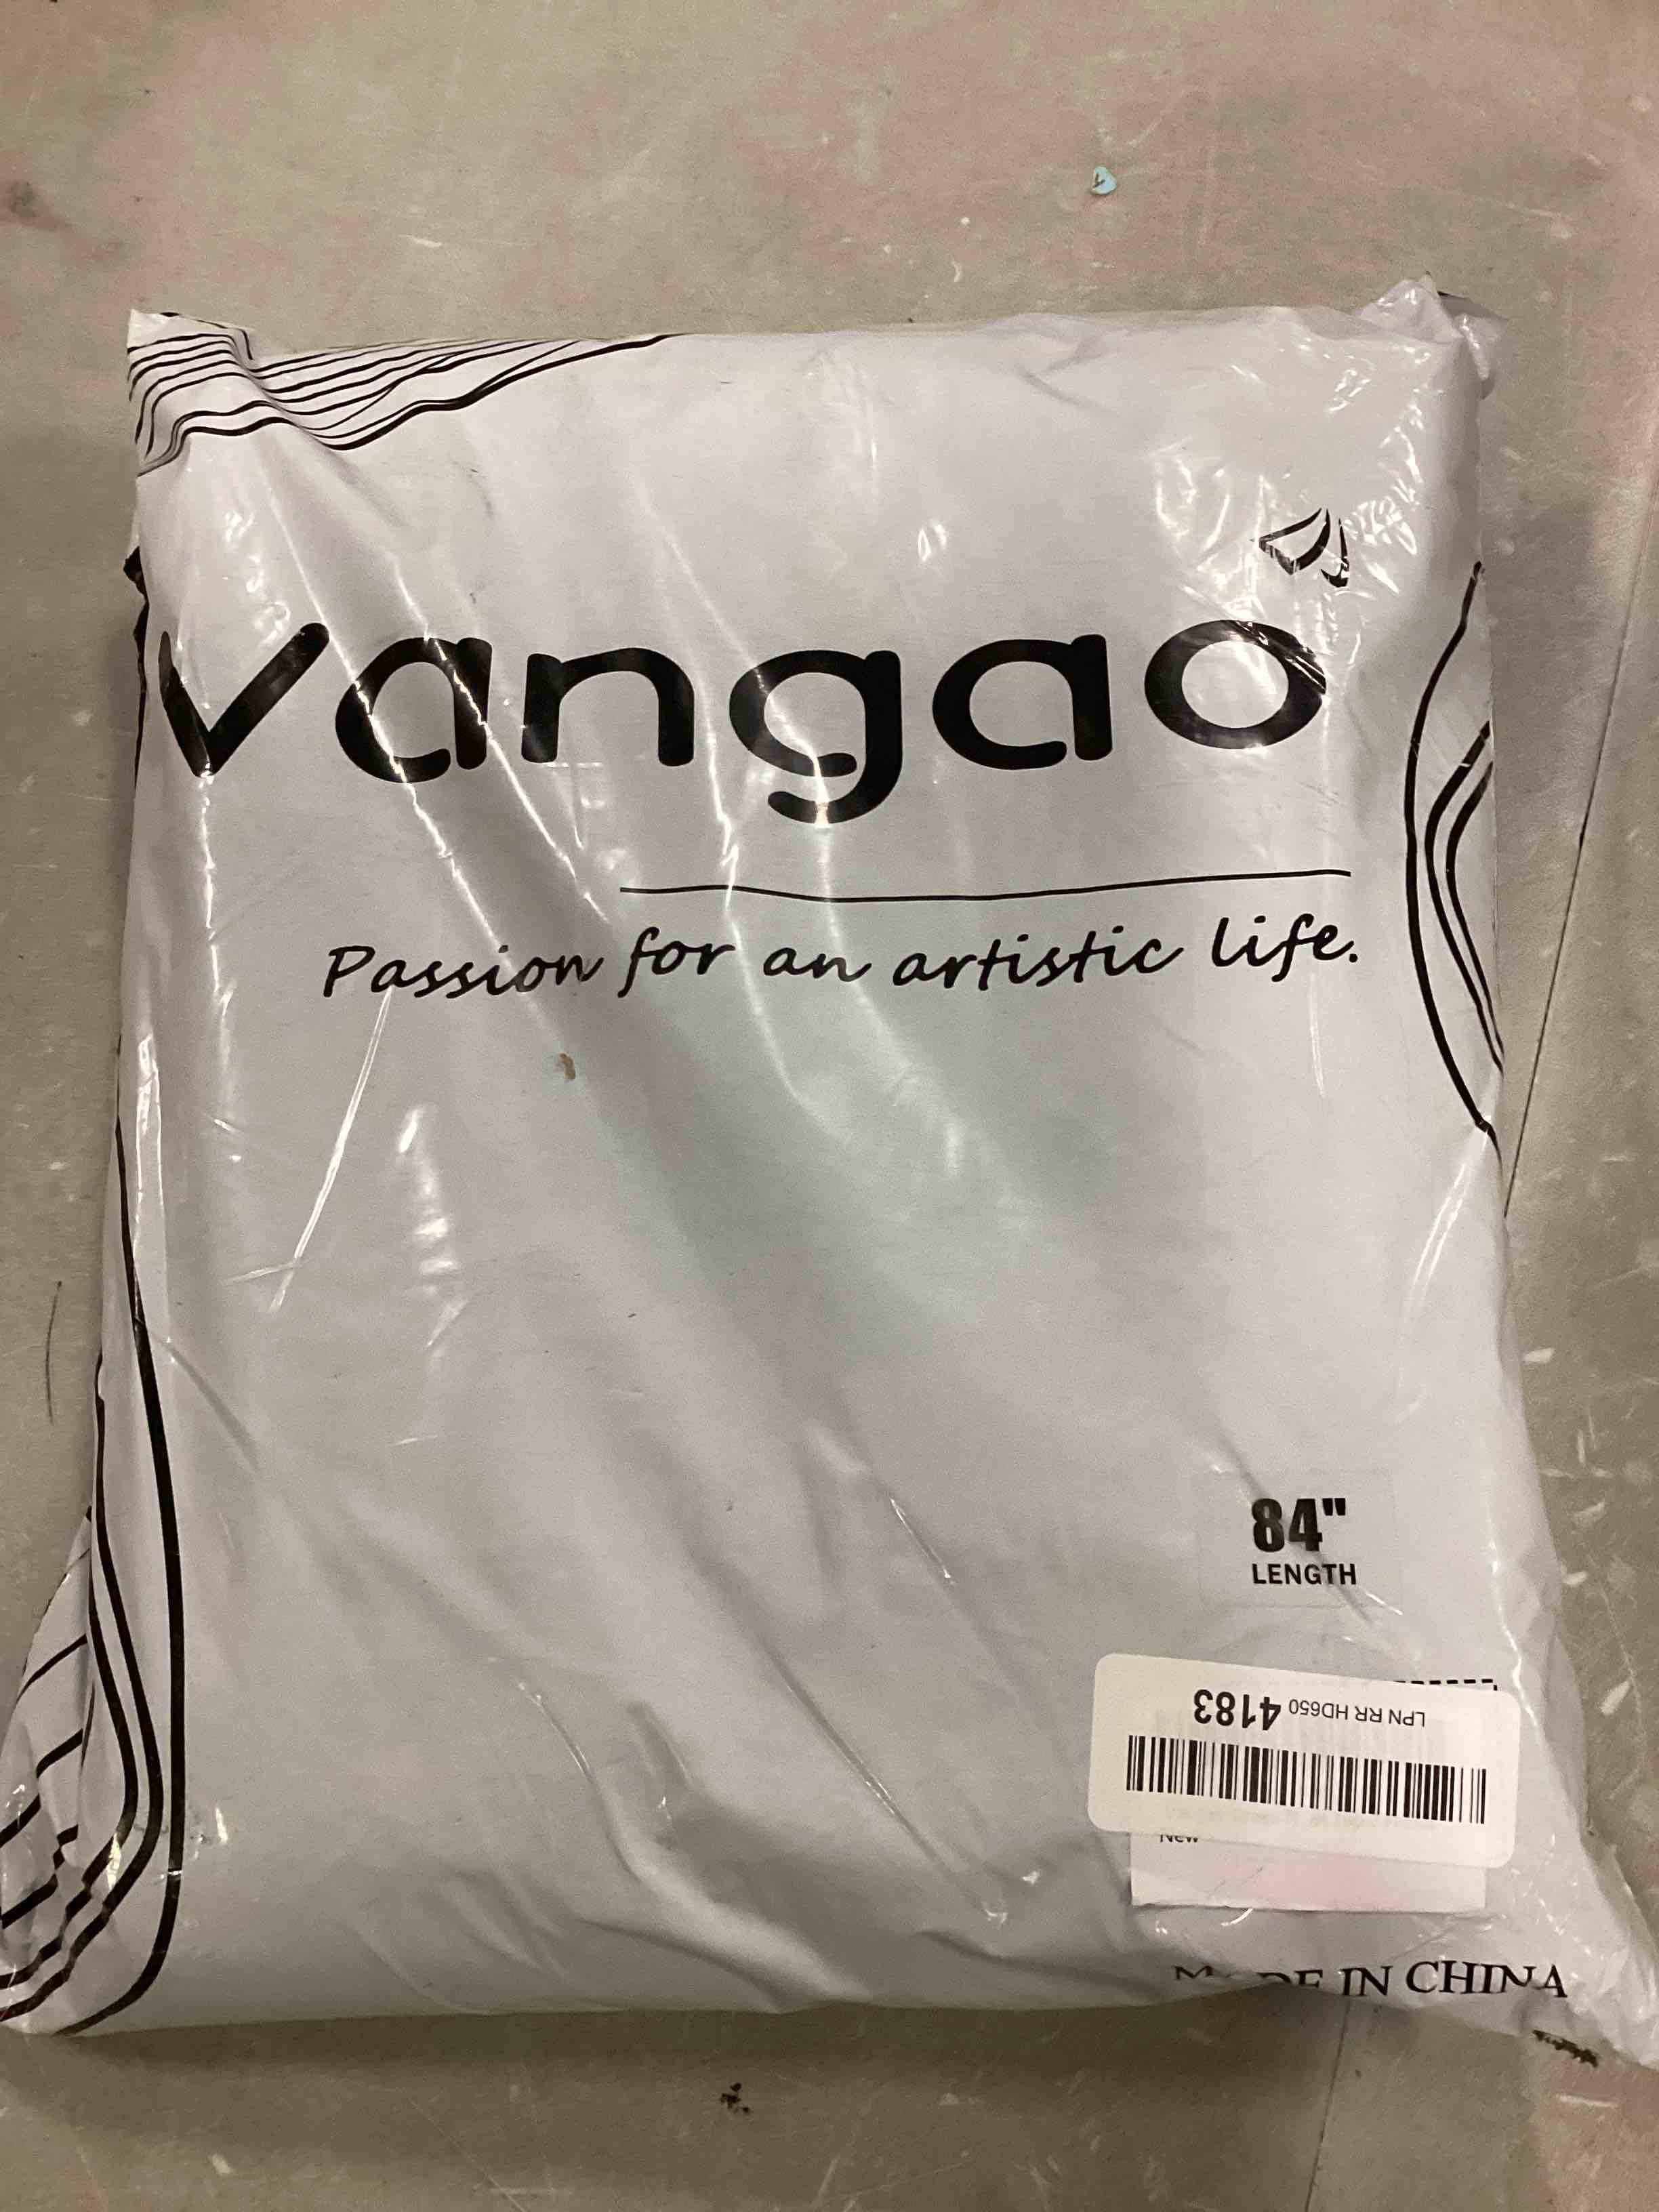 vangao
Passion for an artistic life.
84"
LENGTH
LPN RR HD650 4183
New
MADE IN CHINA